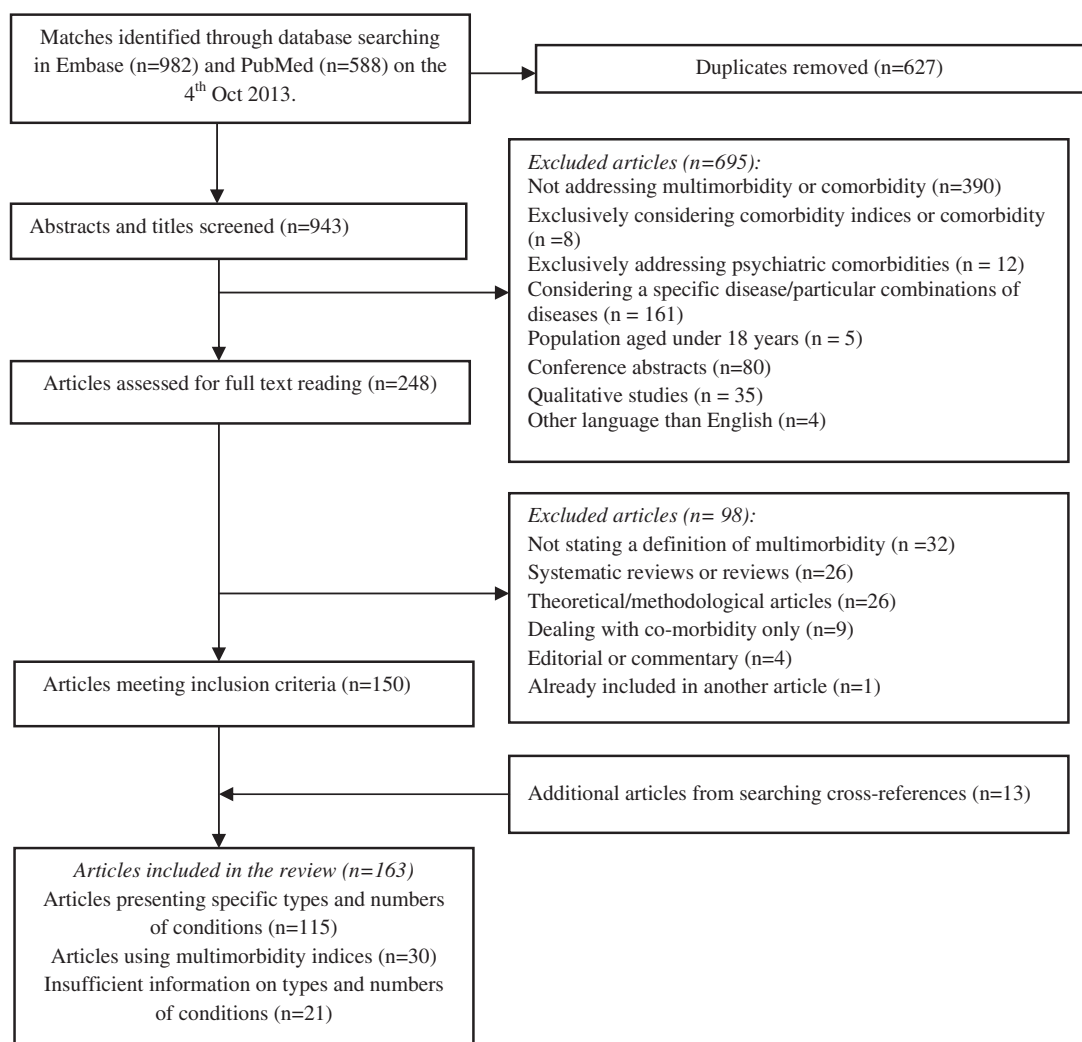 Matches identified through database searching
in Embase (n=982) and PubMed (n=588) on the
4th Oct 2013.
Duplicates removed (n=627)
Excluded articles (n=695):
Not addressing multimorbidity or comorbidity (n=390)
Exclusively considering comorbidity indices or comorbidity
(n =8)
Exclusively addressing psychiatric comorbidities (n = 12)
Considering a specific disease/particular combinations of
diseases (n = 161)
Population aged under 18 years (n = 5)
Conference abstracts (n=80)
Qualitative studies (n = 35)
Other language than English (n=4)
Abstracts and titles screened (n=943)
Articles assessed for full text reading (n=248)
Excluded articles (n= 98):
Not stating a definition of multimorbidity (n =32)
Systematic reviews or reviews (n=26)
Theoretical/methodological articles (n=26)
Dealing with co-morbidity only (n=9)
Editorial or commentary (n=4)
Already included in another article (n=1)
Articles meeting inclusion criteria (n=150)
Additional articles from searching cross-references (n=13)
Articles included in the review (n=163)
Articles presenting specific types and numbers
of conditions (n=115)
Articles using multimorbidity indices (n=30)
Insufficient information on types and numbers
of conditions (n=21)